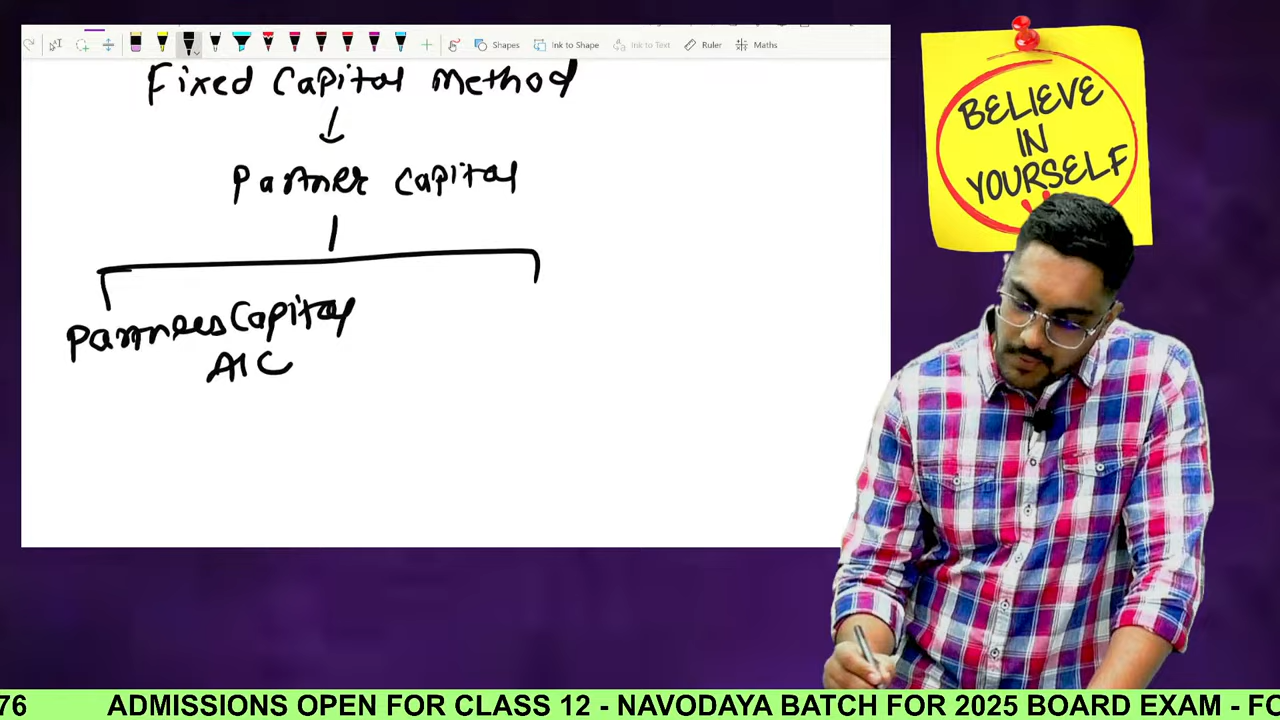 Shapes
Ink to Shape
Ink to Text
Ruler
Maths
Fixed Capital Method
Partner Capital
Partners Capital
A/C
BELIEVE
IN
YOURSELF
!!
76 ADMISSIONS OPEN FOR CLASS 12 - NAVODAYA BATCH FOR 2025 BOARD EXAM - FO